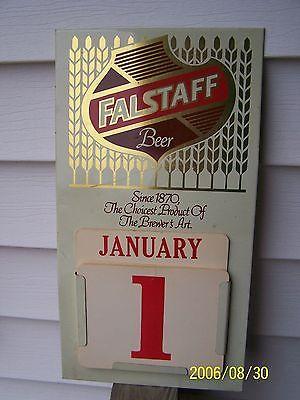 FALSTAFF
Beer
Since 1870,
The Choicest Product Of
The Brewer's Art.
JANUARY
1
2006/08/30